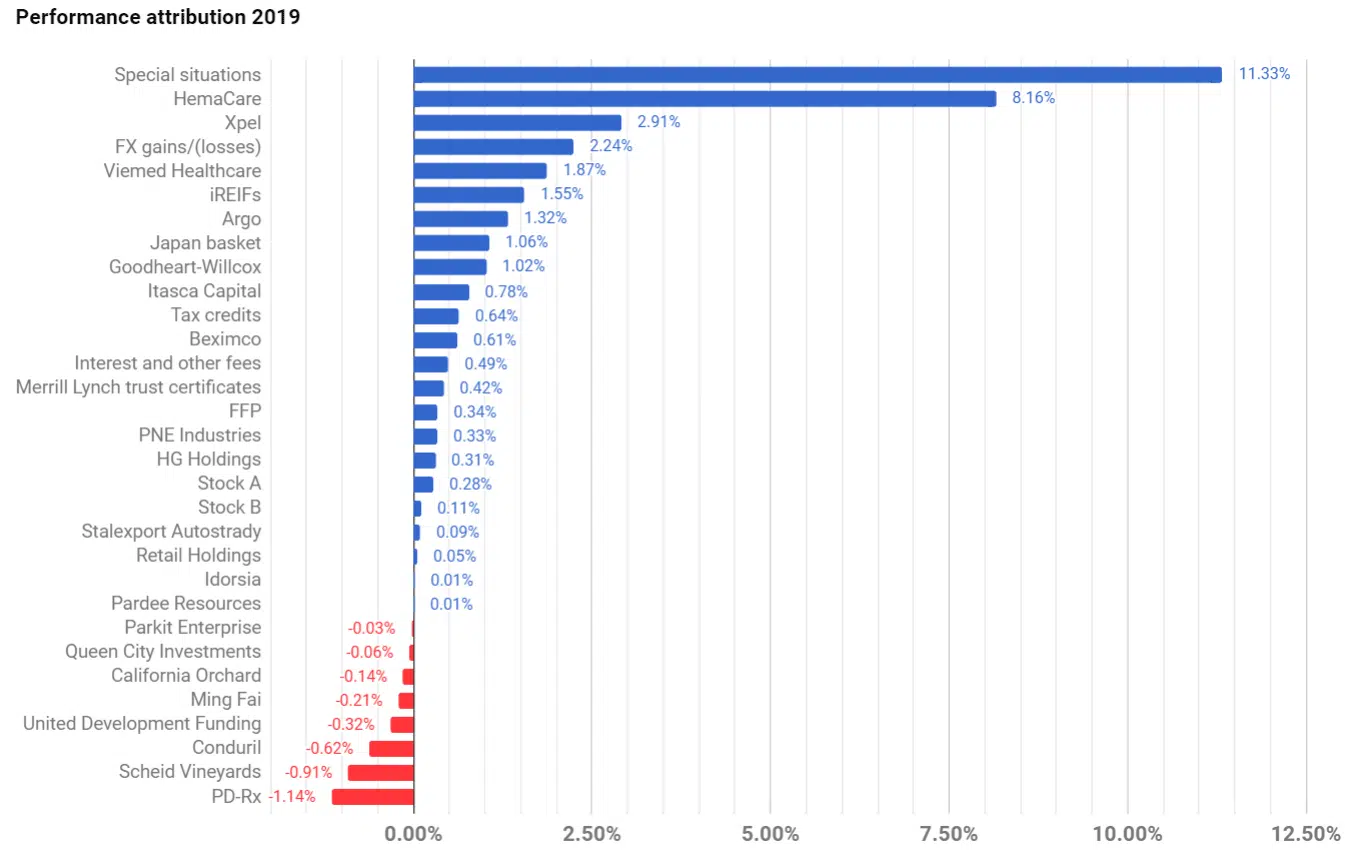 Performance attribution 2019
Special situations 11.33%
HemaCare 8.16%
Xpel 2.91%
FX gains/(losses) 2.24%
Viemed Healthcare 1.87%
iREIFs 1.55%
Argo 1.32%
Japan basket 1.06%
Goodheart-Willcox 1.02%
Itasca Capital 0.78%
Tax credits 0.64%
Beximco 0.61%
Interest and other fees 0.49%
Merrill Lynch trust certificates 0.42%
FFP 0.34%
PNE Industries 0.33%
HG Holdings 0.31%
Stock A 0.28%
Stock B 0.11%
Stalexport Autostrady 0.09%
Retail Holdings 0.05%
Idorsia 0.01%
Pardee Resources 0.01%
Parkit Enterprise -0.03%
Queen City Investments -0.06%
California Orchard -0.14%
Ming Fai -0.21%
United Development Funding -0.32%
Conduril -0.62%
Scheid Vineyards -0.91%
PD-Rx -1.14%
0.00% 2.50% 5.00% 7.50% 10.00% 12.50%